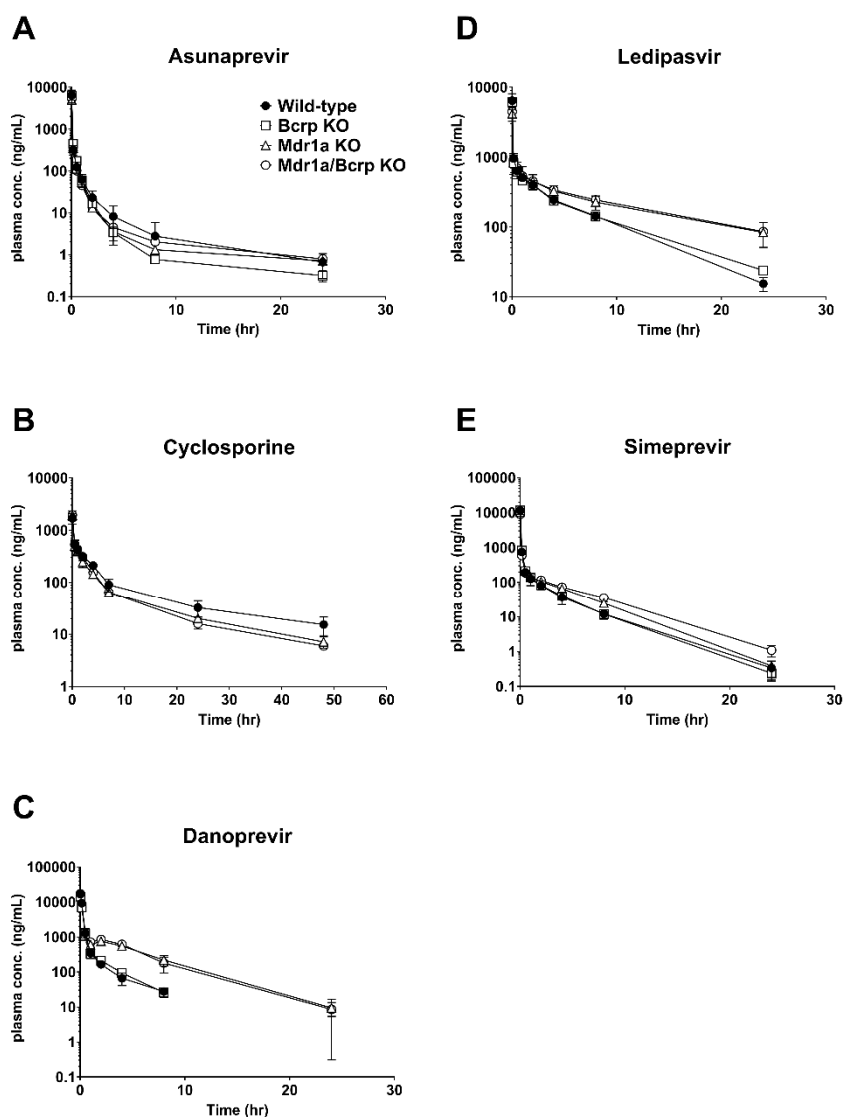 A
Asunaprevir
plasma conc. (ng/mL)
10000
1000
100
10
1
0.1
0
10
20
30
Time (hr)
Wild-type
Bcrp KO
Mdr1a KO
Mdr1a/Bcrp KO
B
Cyclosporine
plasma conc. (ng/mL)
10000
1000
100
10
1
0
10
20
30
40
50
60
Time (hr)
C
Danoprevir
plasma conc. (ng/mL)
100000
10000
1000
100
10
1
0.1
0
10
20
30
Time (hr)
D
Ledipasvir
plasma conc. (ng/mL)
10000
1000
100
10
0
10
20
30
Time (hr)
E
Simeprevir
plasma conc. (ng/mL)
100000
10000
1000
100
10
1
0.1
0
10
20
30
Time (hr)